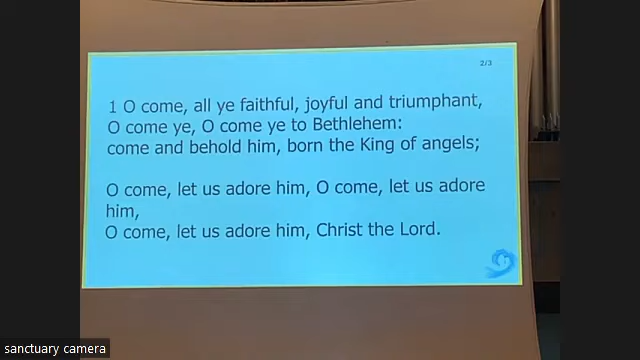 2/3
1 O come, all ye faithful, joyful and triumphant,
O come ye, O come ye to Bethlehem:
come and behold him, born the King of angels;
O come, let us adore him, O come, let us adore
him,
O come, let us adore him, Christ the Lord.
sanctuary camera